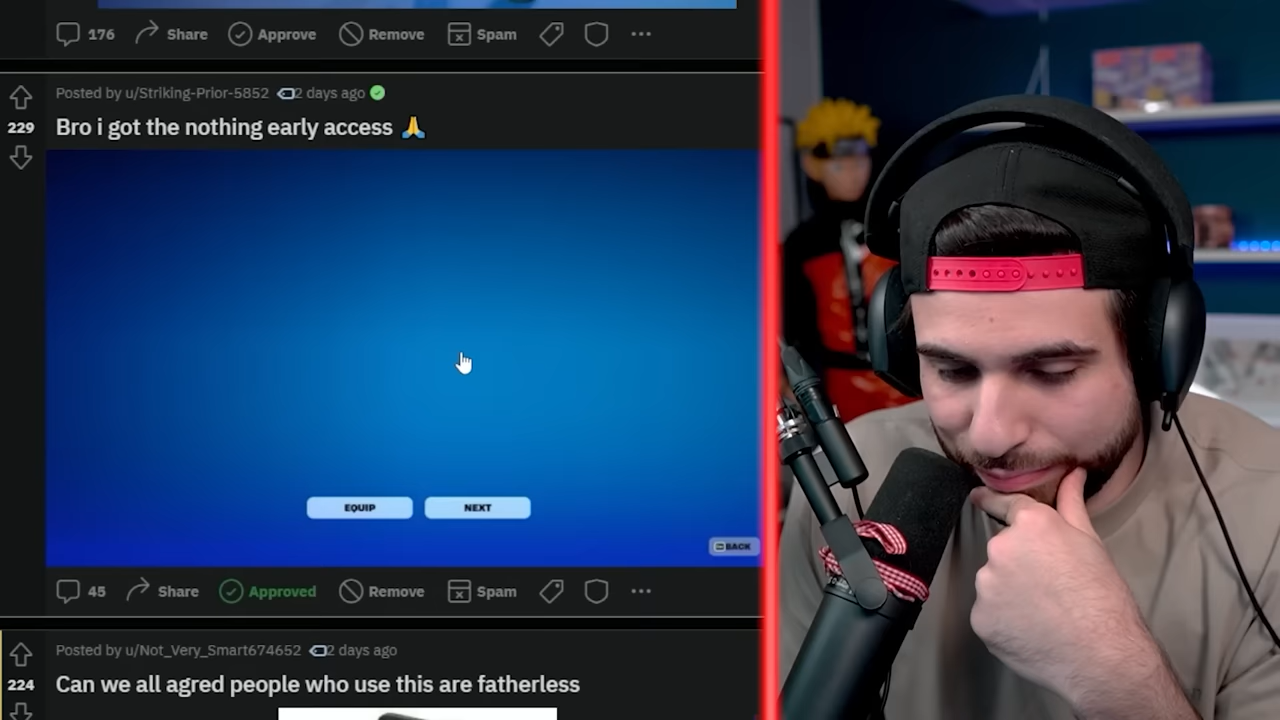 176 Share Approve Remove Spam
Posted by u/Striking-Prior-5852 2 days ago
229
Bro i got the nothing early access 🙏
EQUIP NEXT
BACK
45 Share Approved Remove Spam
Posted by u/Not_Very_Smart674652 2 days ago
224
Can we all agred people who use this are fatherless